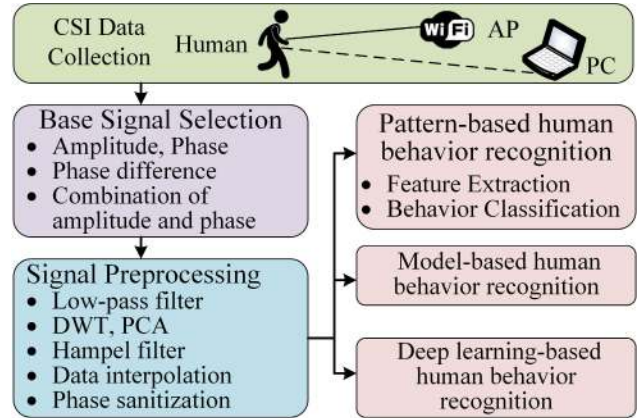 CSI Data
Collection
Human
WiFi
AP
PC
Base Signal Selection
• Amplitude, Phase
• Phase difference
• Combination of
amplitude and phase
Signal Preprocessing
• Low-pass filter
• DWT, PCA
• Hampel filter
• Data interpolation
• Phase sanitization
Pattern-based human
behavior recognition
• Feature Extraction
• Behavior Classification
Model-based human
behavior recognition
Deep learning-based
human behavior
recognition